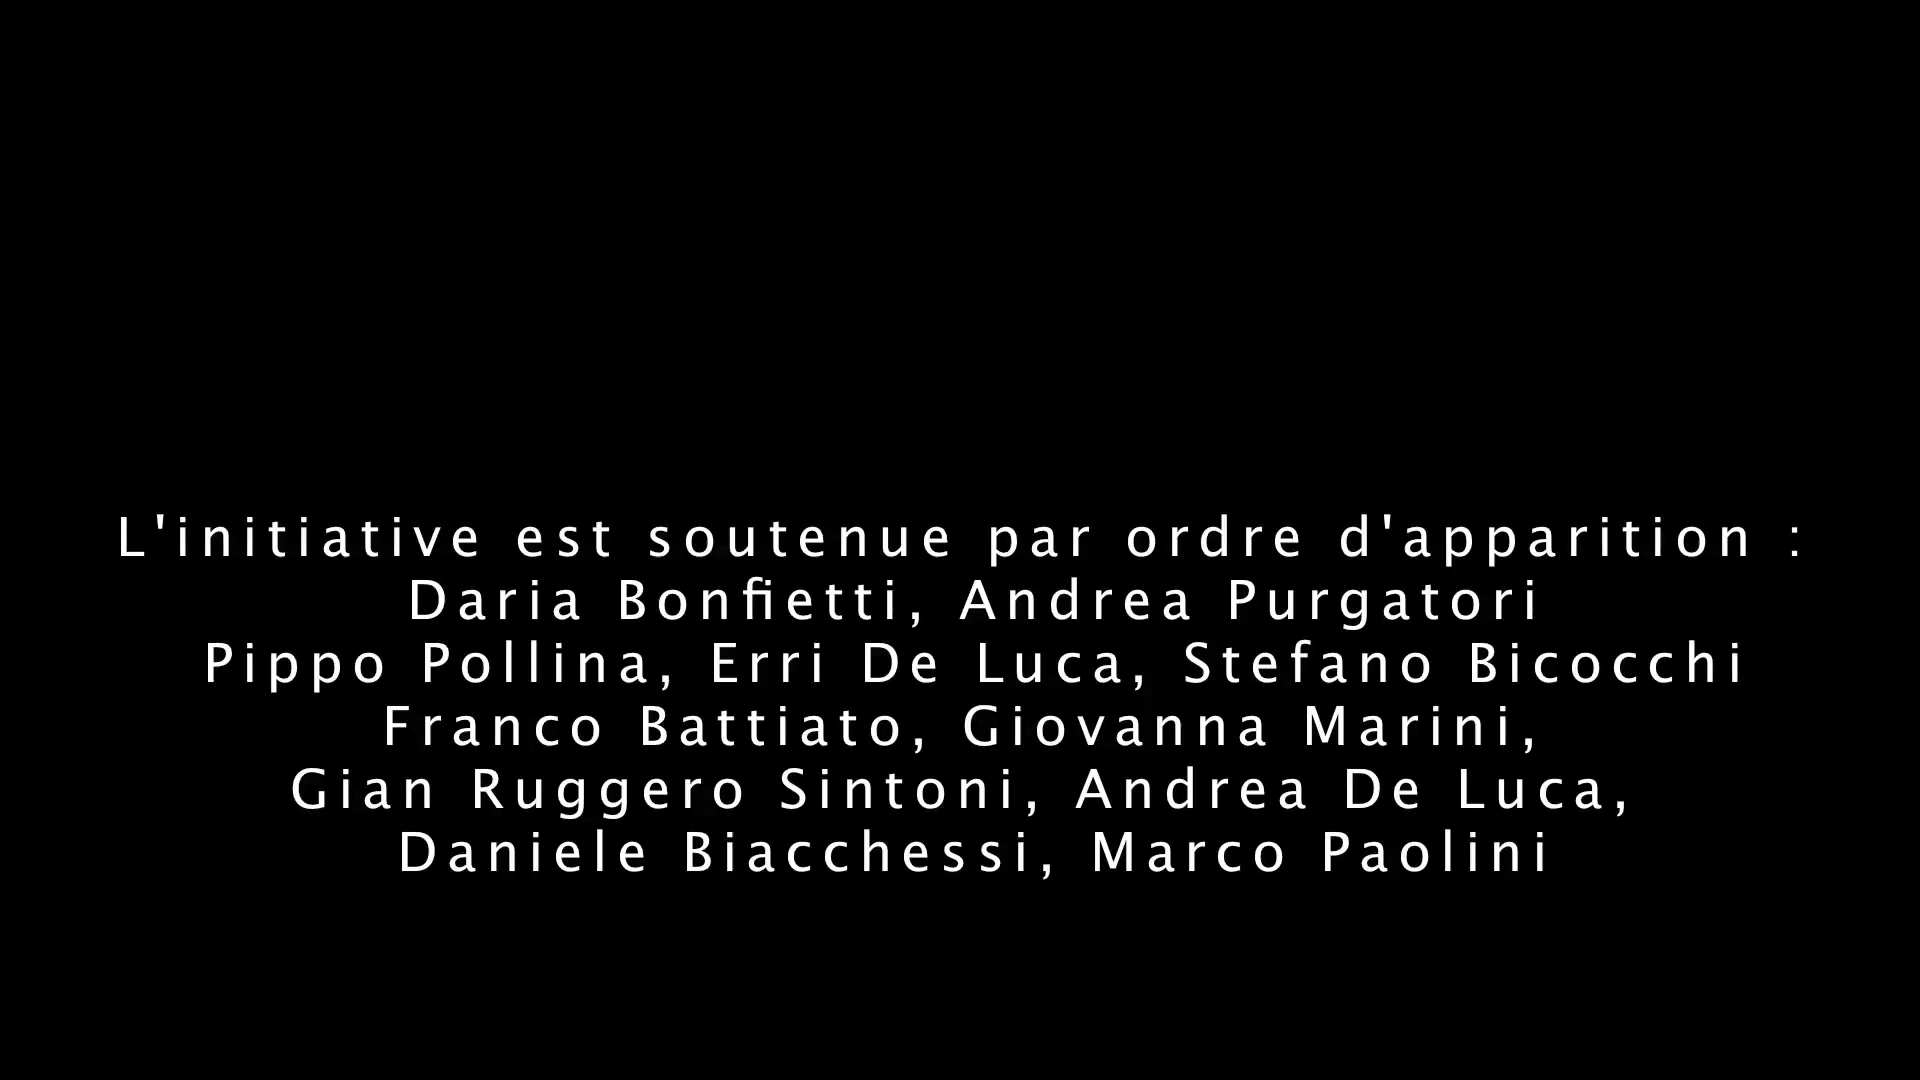 L'initiative est soutenue par ordre d'apparition :
Daria Bonfietti, Andrea Purgatori
Pippo Pollina, Erri De Luca, Stefano Bicocchi
Franco Battiato, Giovanna Marini,
Gian Ruggero Sintoni, Andrea De Luca,
Daniele Biacchessi, Marco Paolini